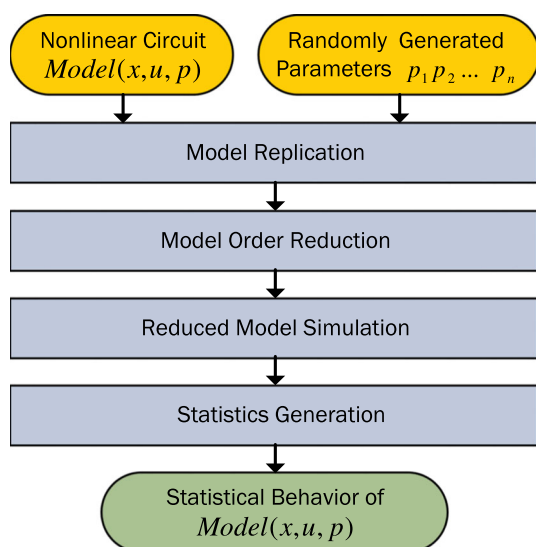 Nonlinear Circuit
Model(x,u, p)
Randomly Generated
Parameters p₁ p₂ ... pₙ
Model Replication
Model Order Reduction
Reduced Model Simulation
Statistics Generation
Statistical Behavior of
Model(x,u, p)